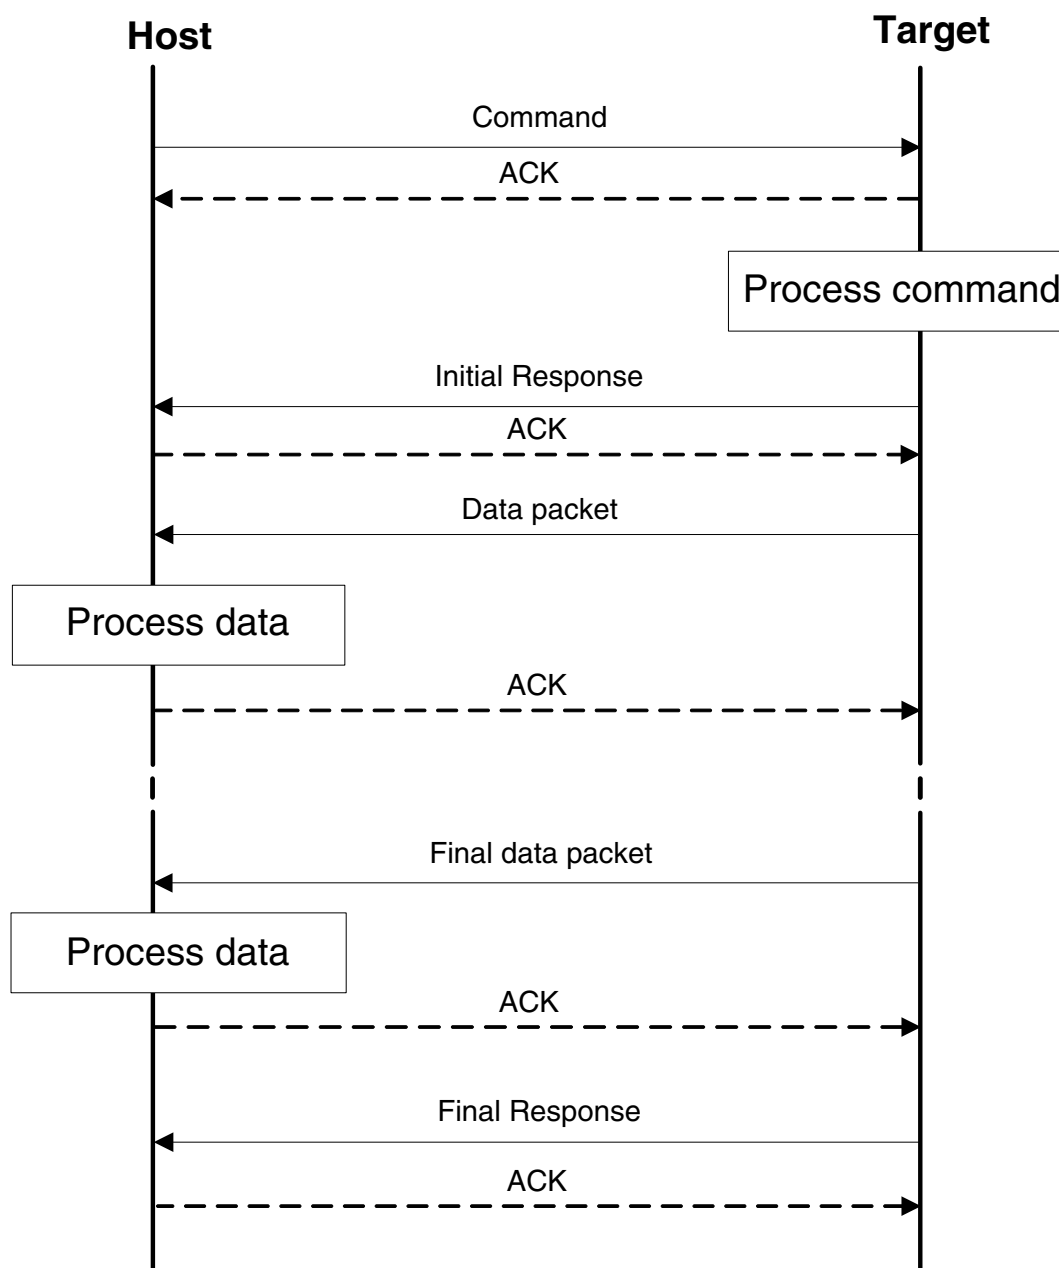 Host
Target
Command
ACK
Process command
Initial Response
ACK
Data packet
Process data
ACK
Final data packet
Process data
ACK
Final Response
ACK